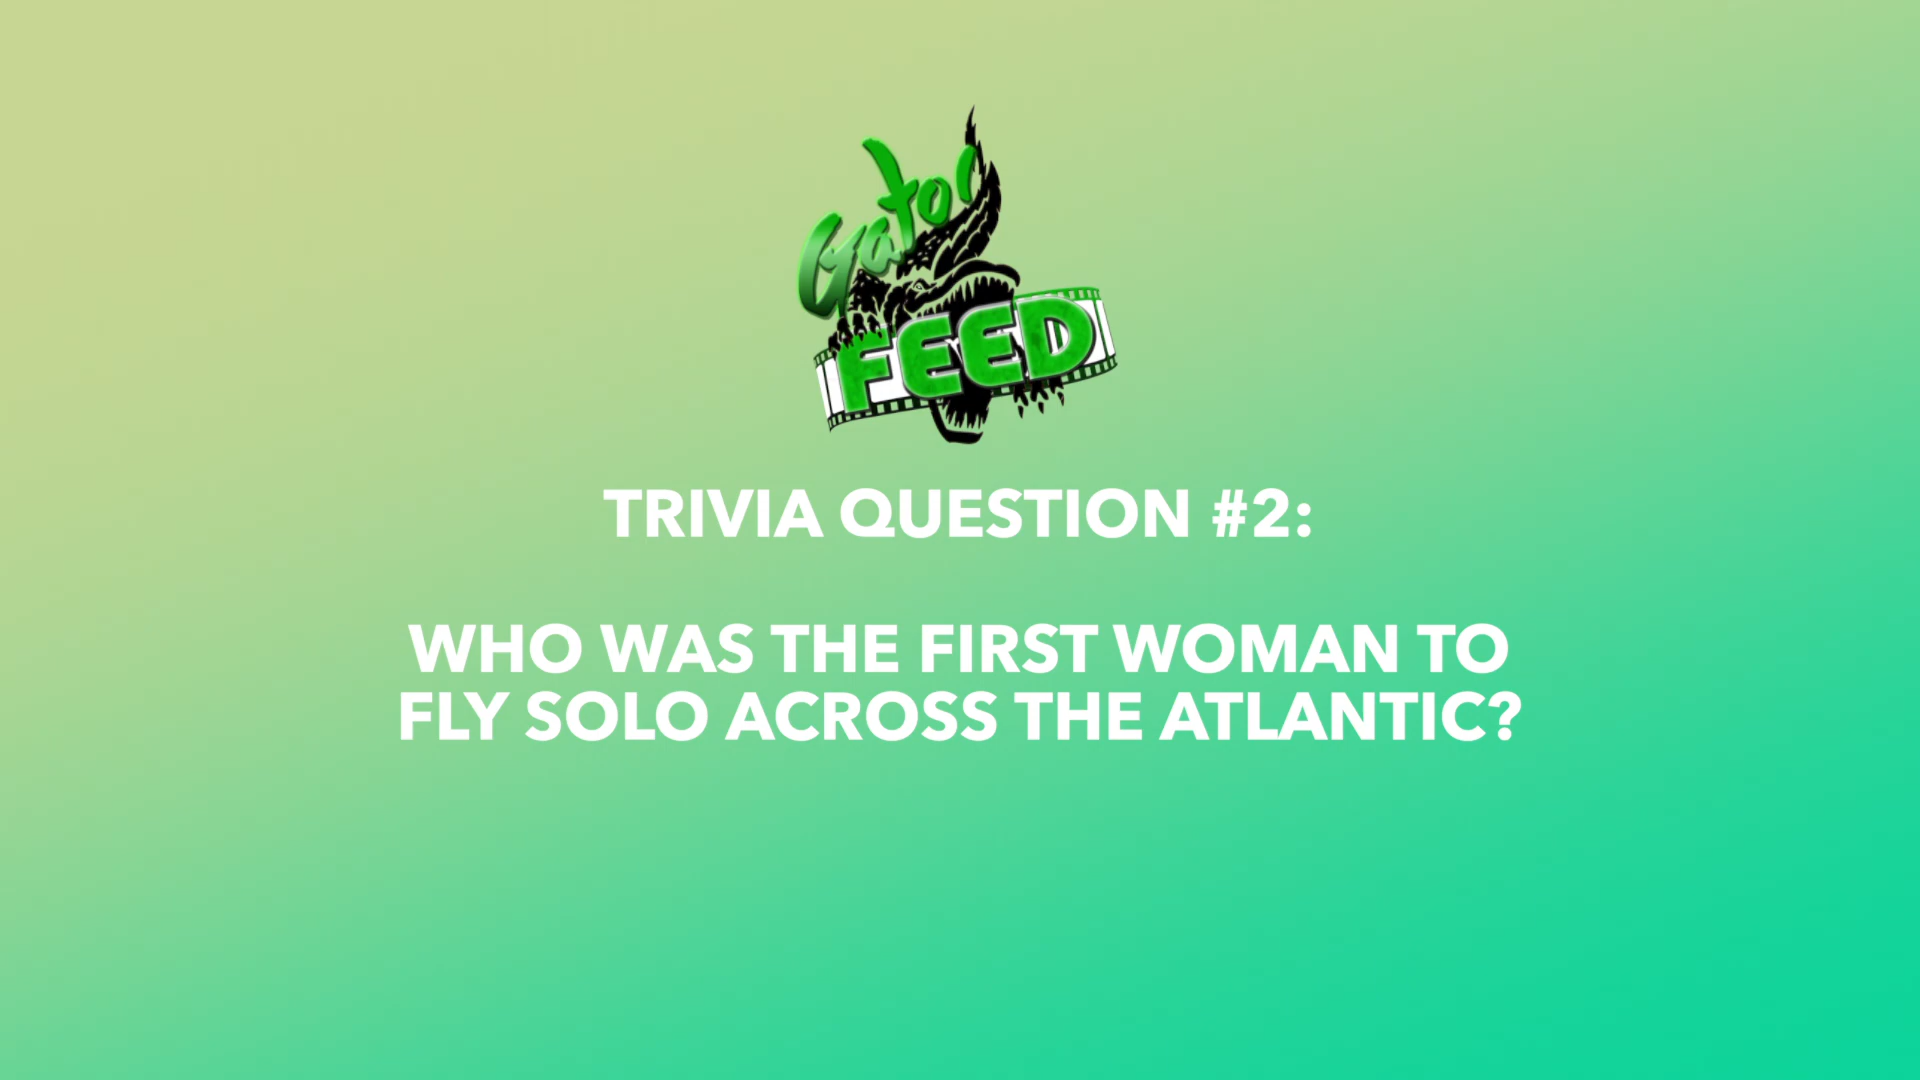 Gator
FEED
TRIVIA QUESTION #2:
WHO WAS THE FIRST WOMAN TO
FLY SOLO ACROSS THE ATLANTIC?